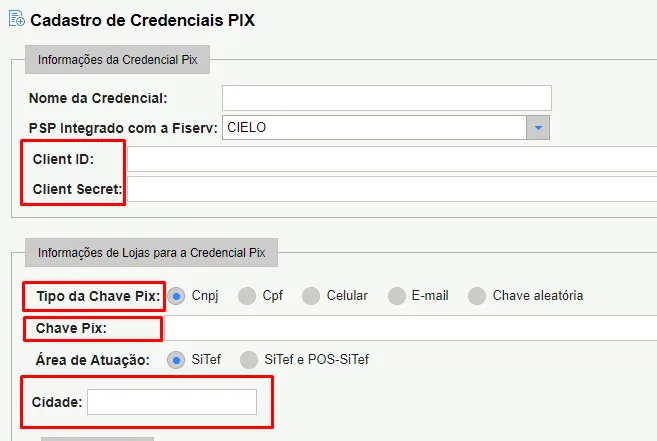 Cadastro de Credenciais PIX
Informações da Credencial Pix
Nome da Credencial:
PSP Integrado com a Fiserv: CIELO
Client ID:
Client Secret:
Informações de Lojas para a Credencial Pix
Tipo da Chave Pix: Cnpj Cpf Celular E-mail Chave aleatória
Chave Pix:
Área de Atuação: SiTef SiTef e POS-SiTef
Cidade: